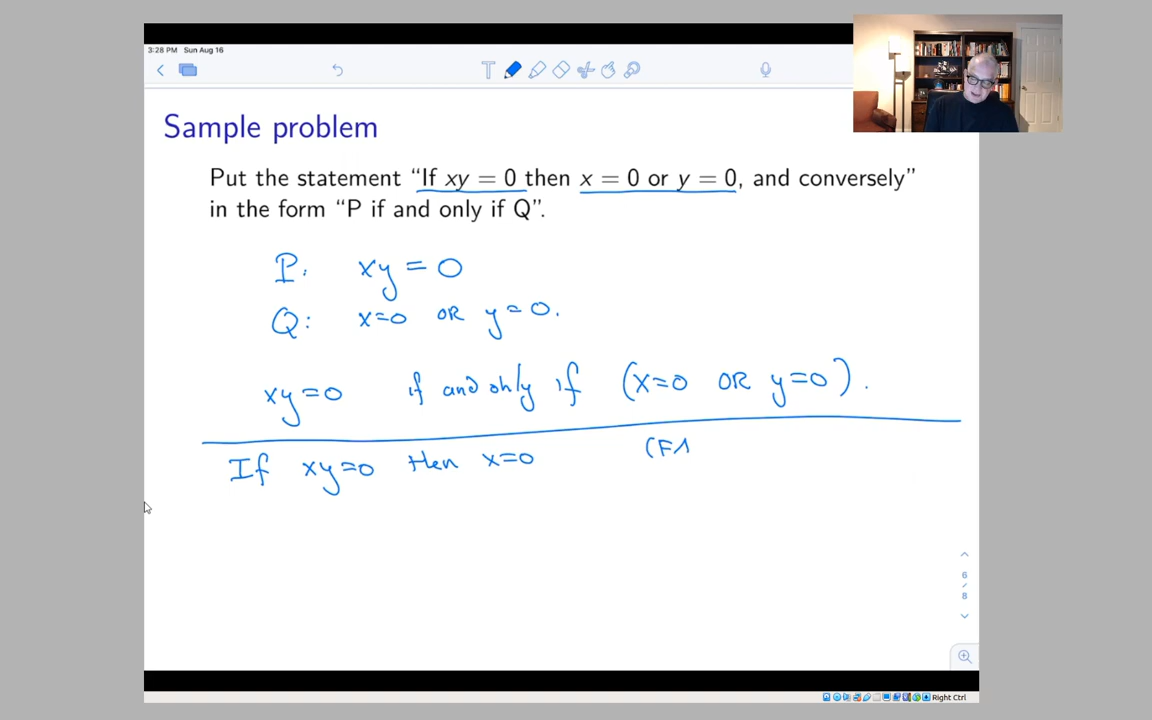 3:28 PM Sun Aug 16
Sample problem
Put the statement “If xy = 0 then x = 0 or y = 0, and conversely”
in the form “P if and only if Q”.
P: xy = 0
Q: x=0 OR y=0.
xy=0 if and only if (x=0 OR y=0).
If xy=0 then x=0 (FA
6
/
8
Right Ctrl